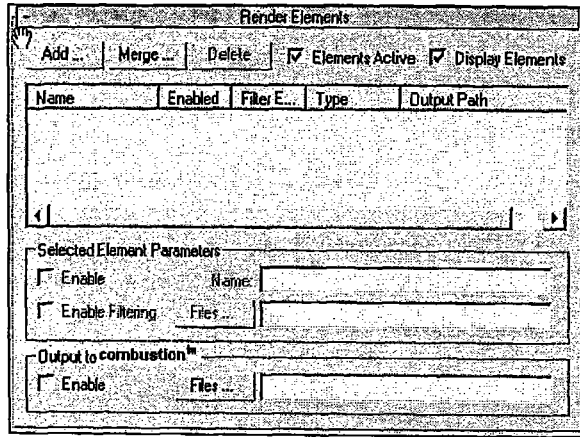 Render Elements
Add ... Merge ... Delete Elements Active Display Elements
Name Enabled Filter E... Type Output Path
Selected Element Parameters
Enable Name:
Enable Filtering Files ...
Output to combustion™
Enable Files ...